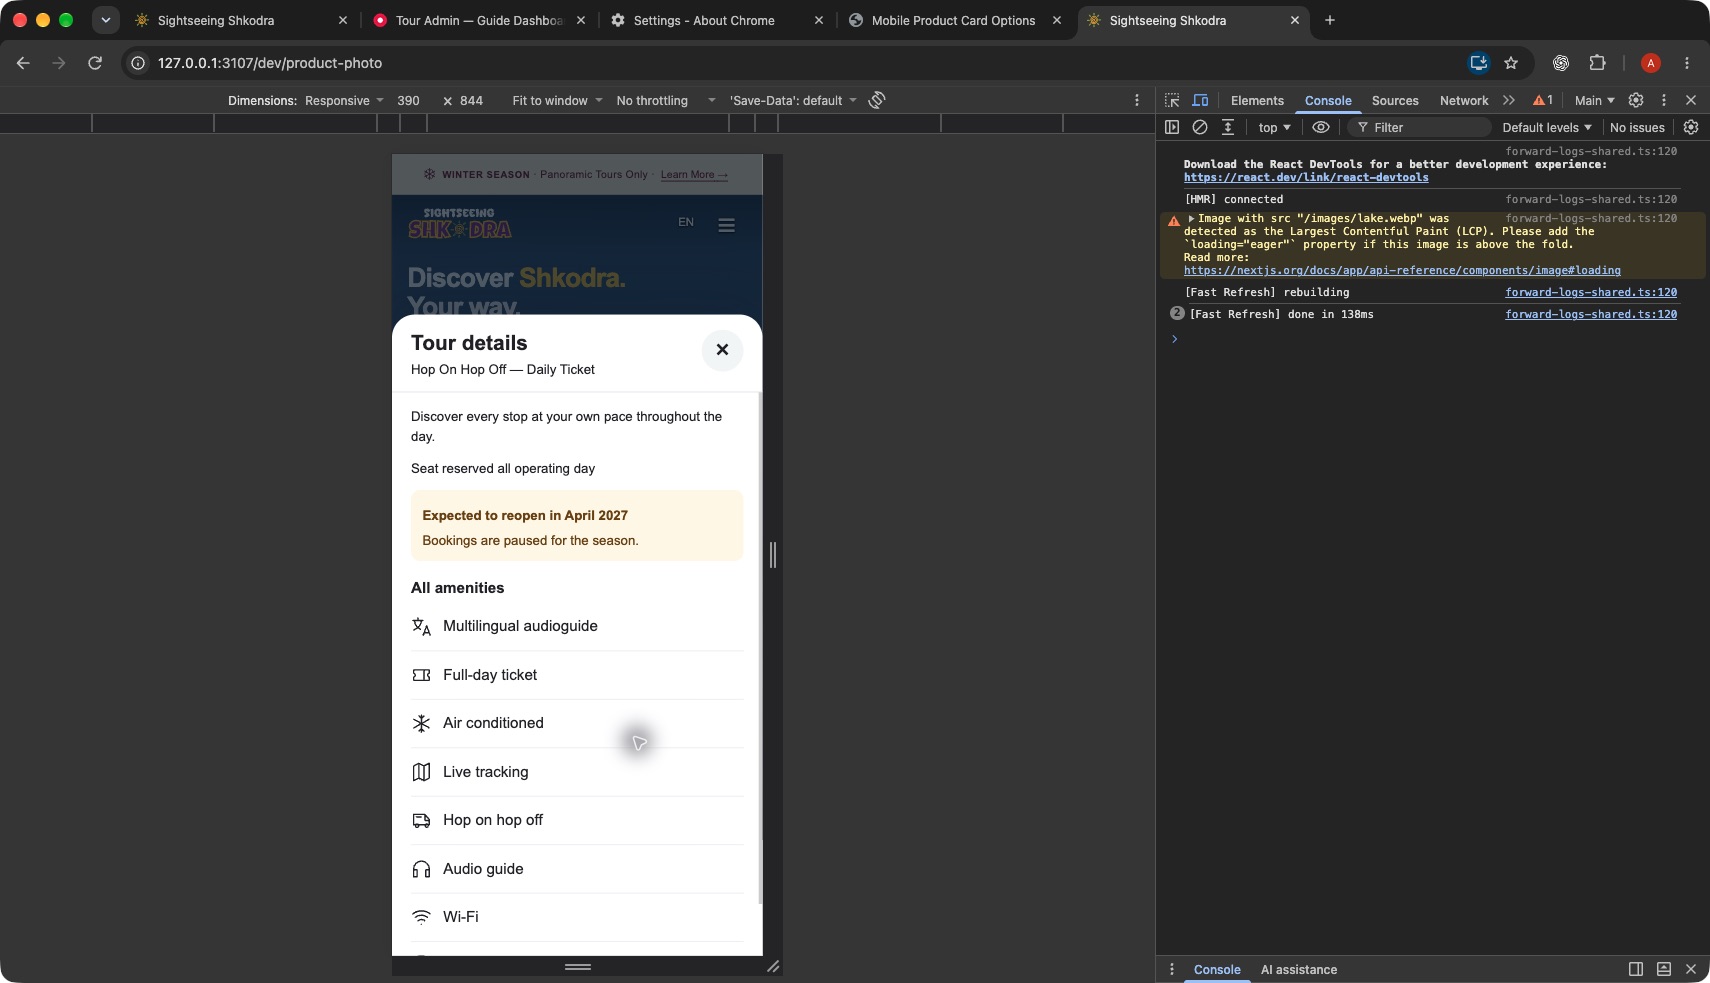 Sightseeing Shkodra
Tour Admin — Guide Dashboa
Settings - About Chrome
Mobile Product Card Options
Sightseeing Shkodra
127.0.0.1:3107/dev/product-photo
A
Dimensions: Responsive 390 × 844 Fit to window No throttling 'Save-Data': default
Elements Console Sources Network 1 Main
top Filter Default levels No issues
WINTER SEASON · Panoramic Tours Only · Learn More →
SIGHTSEEING
SHKODRA
EN
Discover Shkodra.
Your way.
Tour details
Hop On Hop Off — Daily Ticket
Discover every stop at your own pace throughout the
day.
Seat reserved all operating day
Expected to reopen in April 2027
Bookings are paused for the season.
All amenities
Multilingual audioguide
Full-day ticket
Air conditioned
Live tracking
Hop on hop off
Audio guide
Wi-Fi
forward-logs-shared.ts:120
Download the React DevTools for a better development experience:
https://react.dev/link/react-devtools
[HMR] connected forward-logs-shared.ts:120
Image with src "/images/lake.webp" was forward-logs-shared.ts:120
detected as the Largest Contentful Paint (LCP). Please add the
`loading="eager"` property if this image is above the fold.
Read more:
https://nextjs.org/docs/app/api-reference/components/image#loading
[Fast Refresh] rebuilding forward-logs-shared.ts:120
2 [Fast Refresh] done in 138ms forward-logs-shared.ts:120
Console AI assistance